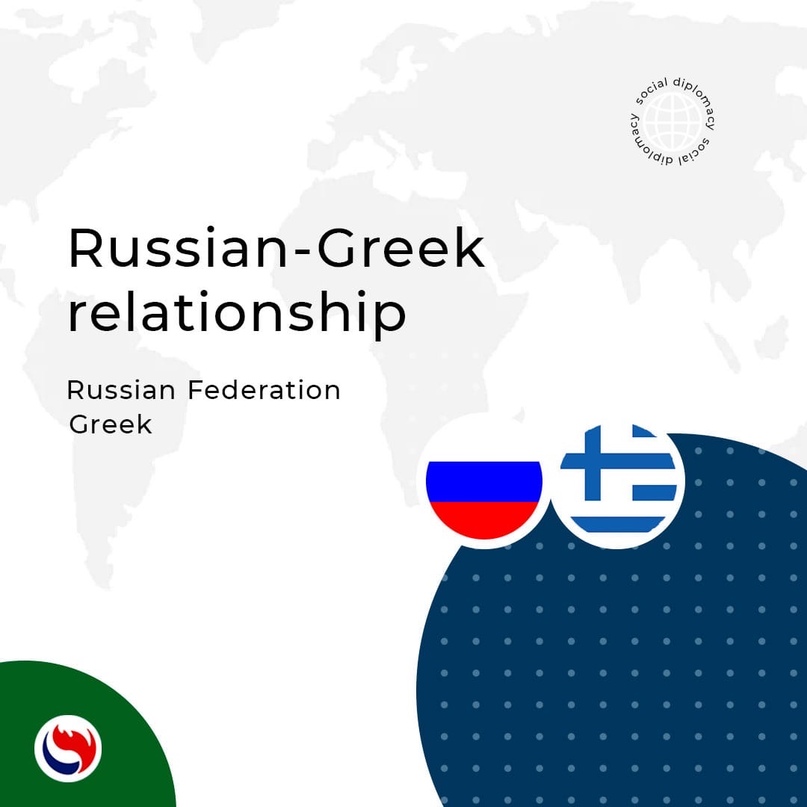 social diplomacy social diplomacy
Russian-Greek
relationship
Russian Federation
Greek